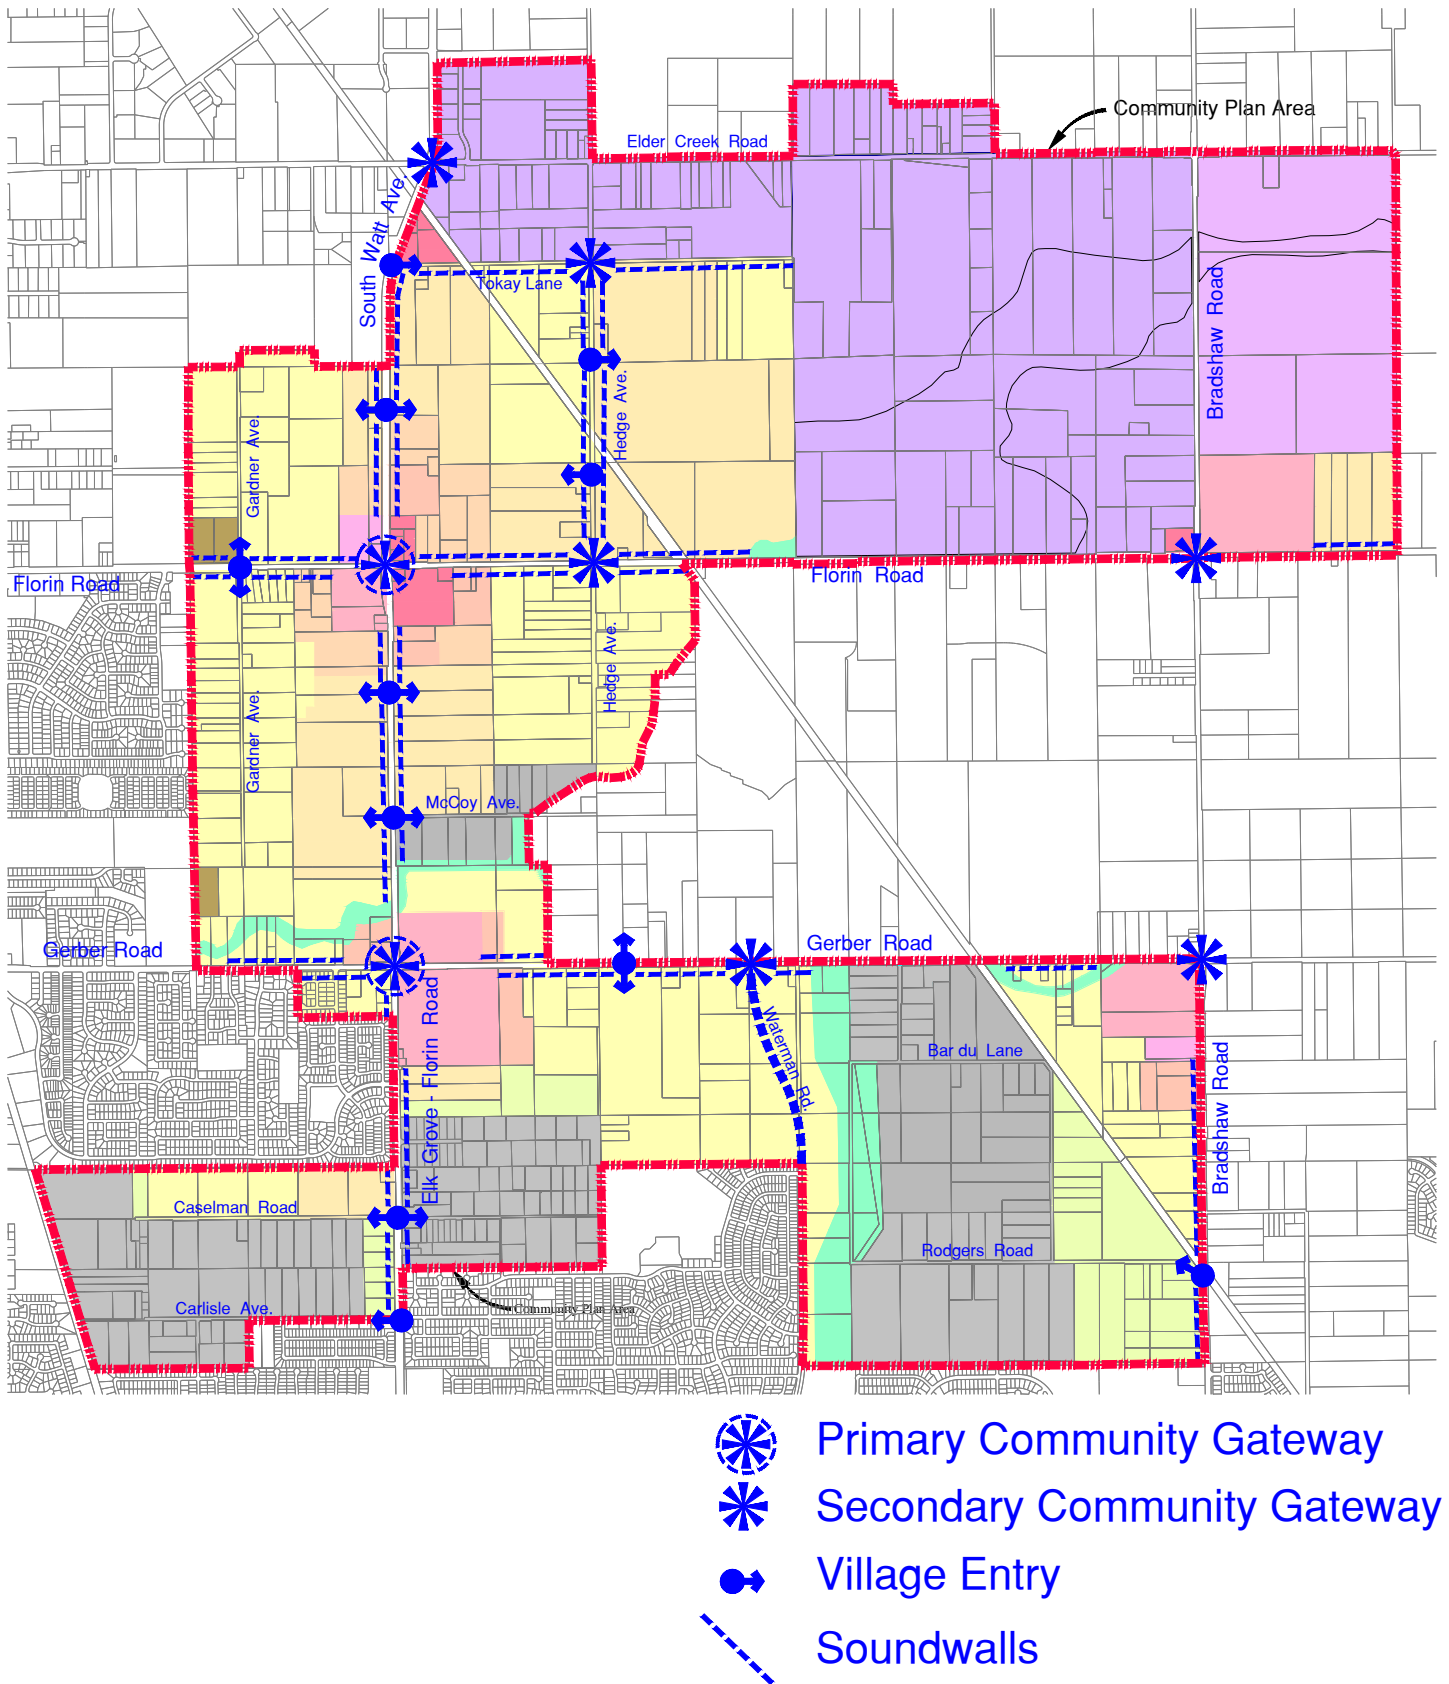 Community Plan Area
Elder Creek Road
South Watt Ave.
Tokay Lane
Bradshaw Road
Hedge Ave.
Gardner Ave.
Florin Road
Florin Road
Hedge Ave.
Gardner Ave.
McCoy Ave.
Gerber Road
Gerber Road
Elk Grove - Florin Road
Waterman Rd.
Bar du Lane
Bradshaw Road
Caselman Road
Rodgers Road
Carlisle Ave.
Community Plan Area
Primary Community Gateway
Secondary Community Gateway
Village Entry
Soundwalls